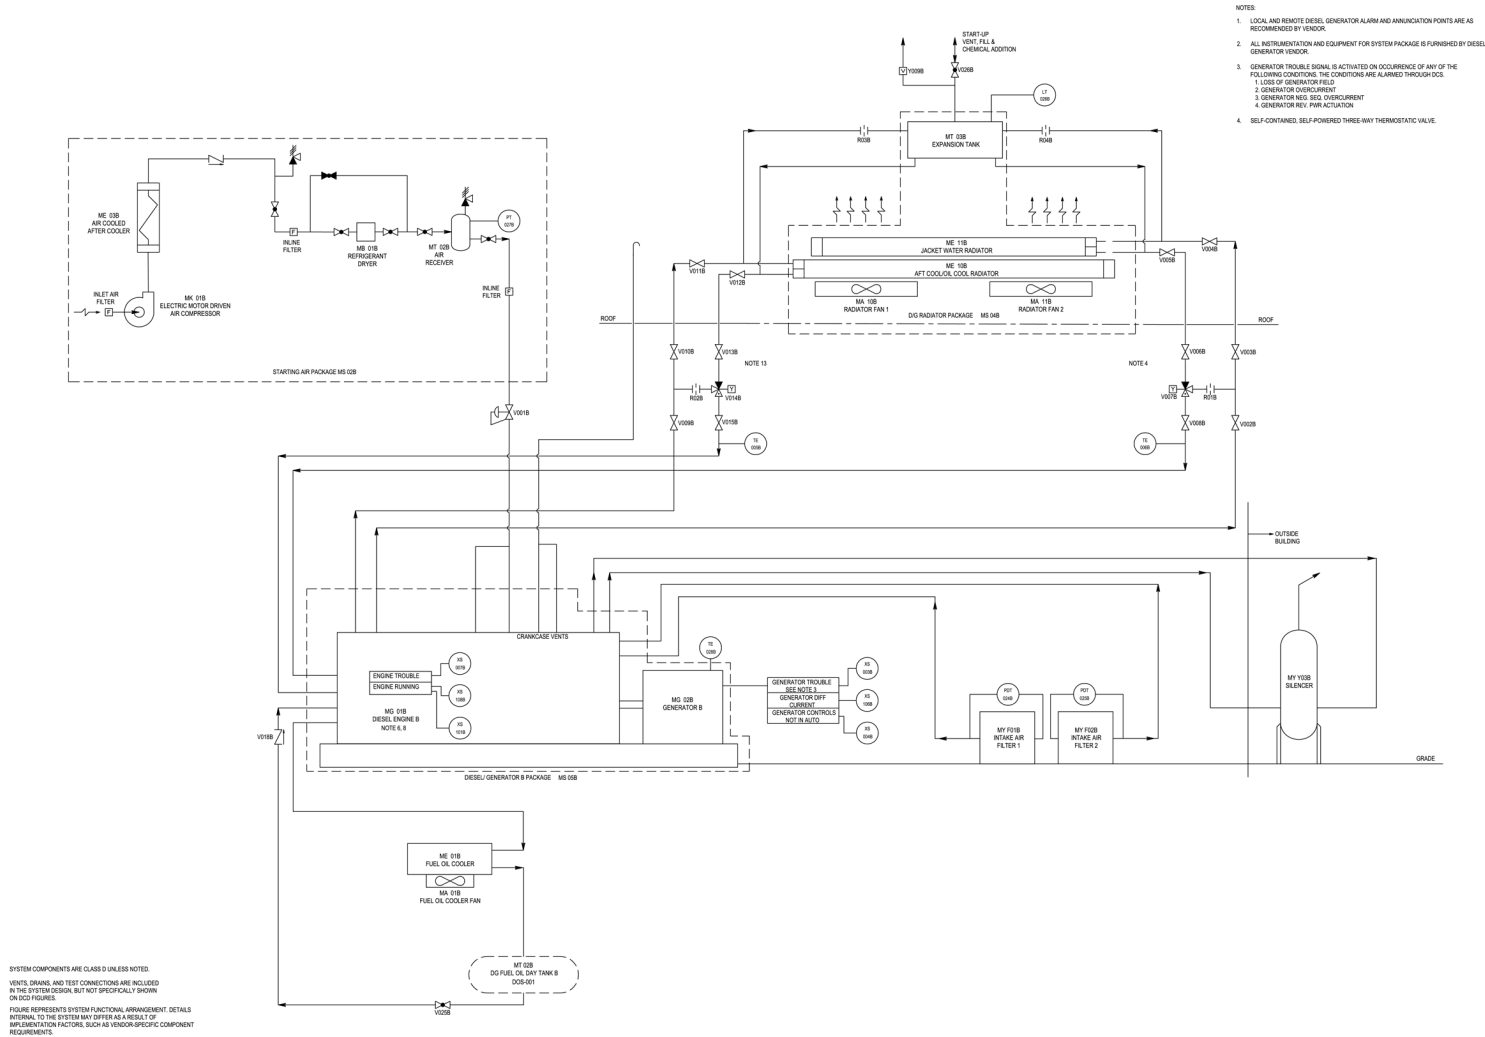 NOTES:
1. LOCAL AND REMOTE DIESEL GENERATOR ALARM AND ANNUNCIATION POINTS ARE AS
RECOMMENDED BY VENDOR.
2. ALL INSTRUMENTATION AND EQUIPMENT FOR SYSTEM PACKAGE IS FURNISHED BY DIESEL
GENERATOR VENDOR.
3. GENERATOR TROUBLE SIGNAL IS ACTIVATED ON OCCURRENCE OF ANY OF THE
FOLLOWING CONDITIONS. THE CONDITIONS ARE ALARMED THROUGH DCS.
1. LOSS OF GENERATOR FIELD
2. GENERATOR OVERCURRENT
3. GENERATOR NEG. SEQ. OVERCURRENT
4. GENERATOR REV. PWR ACTUATION
4. SELF-CONTAINED, SELF-POWERED THREE-WAY THERMOSTATIC VALVE.
START-UP
VENT, FILL &
CHEMICAL ADDITION
V
Y009B
V026B
LT
028B
MT 03B
EXPANSION TANK
R03B
R04B
ME 03B
AIR COOLED
AFTER COOLER
F
INLINE
FILTER
MB 01B
REFRIGERANT
DRYER
MT 02B
AIR
RECEIVER
PT
027B
INLINE
FILTER
F
INLET AIR
FILTER
F
MK 01B
ELECTRIC MOTOR DRIVEN
AIR COMPRESSOR
STARTING AIR PACKAGE MS 02B
ME 11B
JACKET WATER RADIATOR
ME 10B
AFT COOL/OIL COOL RADIATOR
MA 10B
RADIATOR FAN 1
MA 11B
RADIATOR FAN 2
D/G RADIATOR PACKAGE MS 04B
V011B
V012B
V004B
V005B
ROOF
ROOF
V010B
V013B
NOTE 13
NOTE 4
V006B
V003B
R02B
Y
V014B
Y
V007B
R01B
V001B
V009B
V015B
V008B
V002B
TE
005B
TE
006B
OUTSIDE
BUILDING
CRANKCASE VENTS
ENGINE TROUBLE
ENGINE RUNNING
XS
007B
XS
108B
XS
101B
MG 01B
DIESEL ENGINE B
NOTE 6, 8
TE
026B
MG 02B
GENERATOR B
GENERATOR TROUBLE
SEE NOTE 3
GENERATOR DIFF
CURRENT
GENERATOR CONTROLS
NOT IN AUTO
XS
003B
XS
106B
XS
004B
PDT
024B
PDT
025B
MY F01B
INTAKE AIR
FILTER 1
MY F02B
INTAKE AIR
FILTER 2
MY Y03B
SILENCER
GRADE
V018B
DIESEL/ GENERATOR B PACKAGE MS 05B
ME 01B
FUEL OIL COOLER
MA 01B
FUEL OIL COOLER FAN
MT 02B
DG FUEL OIL DAY TANK B
DOS-001
V025B
SYSTEM COMPONENTS ARE CLASS D UNLESS NOTED.
VENTS, DRAINS, AND TEST CONNECTIONS ARE INCLUDED
IN THE SYSTEM DESIGN, BUT NOT SPECIFICALLY SHOWN
ON DCD FIGURES.
FIGURE REPRESENTS SYSTEM FUNCTIONAL ARRANGEMENT. DETAILS
INTERNAL TO THE SYSTEM MAY DIFFER AS A RESULT OF
IMPLEMENTATION FACTORS, SUCH AS VENDOR-SPECIFIC COMPONENT
REQUIREMENTS.